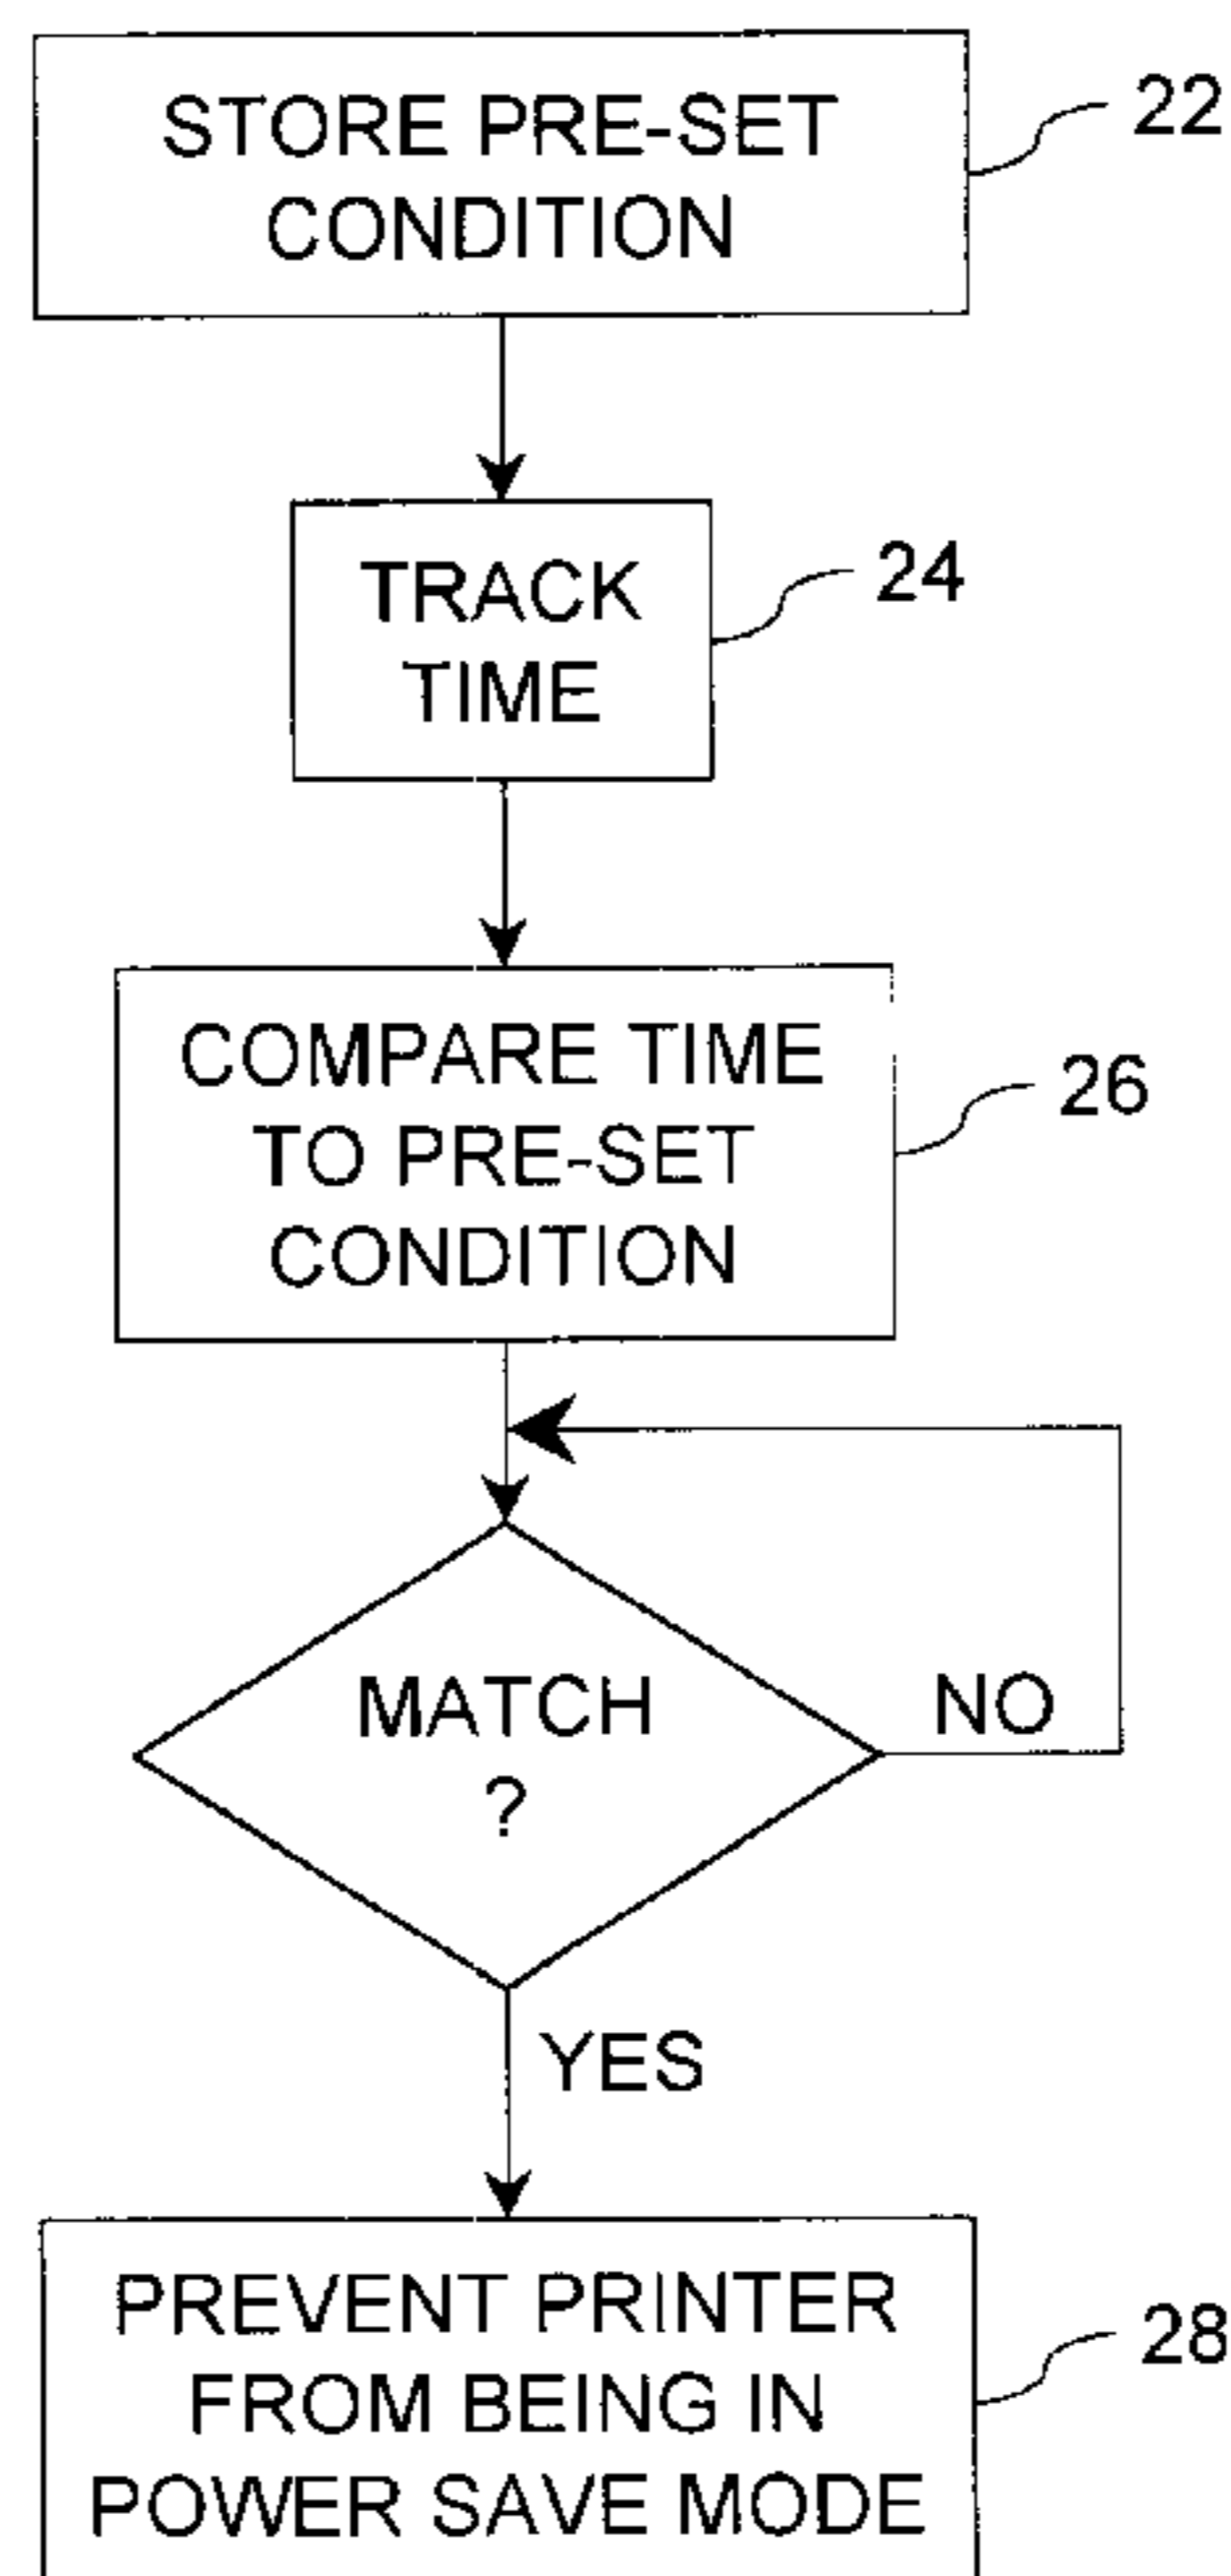 STORE PRE-SET
CONDITION
22
TRACK
TIME
24
COMPARE TIME
TO PRE-SET
CONDITION
26
MATCH
?
NO
YES
PREVENT PRINTER
FROM BEING IN
POWER SAVE MODE
28